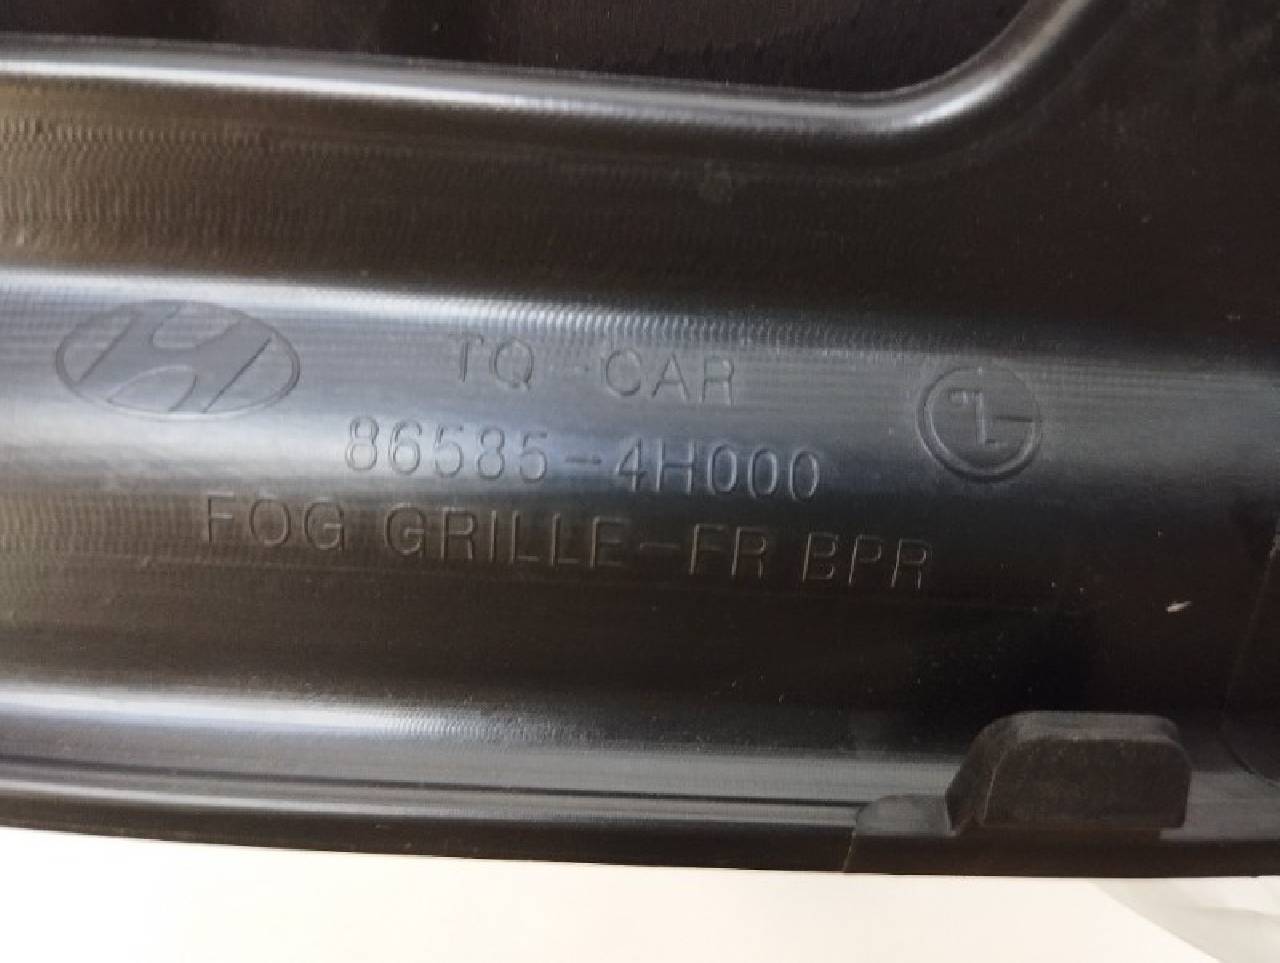 TQ-CAR
86585-4H000
FOG GRILLE-FR BPR